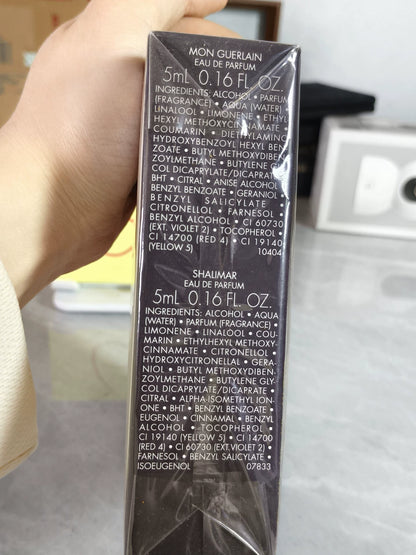 MON GUERLAIN
EAU DE PARFUM
5mL 0.16 FL. OZ.
INGREDIENTS: ALCOHOL • PARFUM
(FRAGRANCE) • AQUA (WATER) •
LINALOOL • LIMONENE • ETHYL-
HEXYL METHOXYCINNAMATE •
COUMARIN • DIETHYLAMINO
HYDROXYBENZOYL HEXYL BEN-
ZOATE • BUTYL METHOXYDIBEN-
ZOYLMETHANE • BUTYLENE GLY-
COL DICAPRYLATE/DICAPRATE •
BHT • CITRAL • ANISE ALCOHOL •
BENZYL BENZOATE • GERANIOL •
BENZYL SALICYLATE •
CITRONELLOL • FARNESOL •
BENZYL ALCOHOL • CI 60730
(EXT. VIOLET 2) • TOCOPHEROL •
CI 14700 (RED 4) • CI 19140
(YELLOW 5) 10404
SHALIMAR
EAU DE PARFUM
5mL 0.16 FL. OZ.
INGREDIENTS: ALCOHOL • AQUA
(WATER) • PARFUM (FRAGRANCE) •
LIMONENE • LINALOOL • COU-
MARIN • ETHYLHEXYL METHOXY-
CINNAMATE • CITRONELLOL •
HYDROXYCITRONELLAL • GERA-
NIOL • BUTYL METHOXYDIBEN-
ZOYLMETHANE • BUTYLENE GLY-
COL DICAPRYLATE/DICAPRATE •
CITRAL • ALPHA-ISOMETHYL ION-
ONE • BHT • BENZYL BENZOATE •
EUGENOL • CINNAMAL • BENZYL
ALCOHOL • TOCOPHEROL •
CI 19140 (YELLOW 5) • CI 14700
(RED 4) • CI 60730 (EXT. VIOLET 2) •
FARNESOL • BENZYL SALICYLATE •
ISOEUGENOL 07833